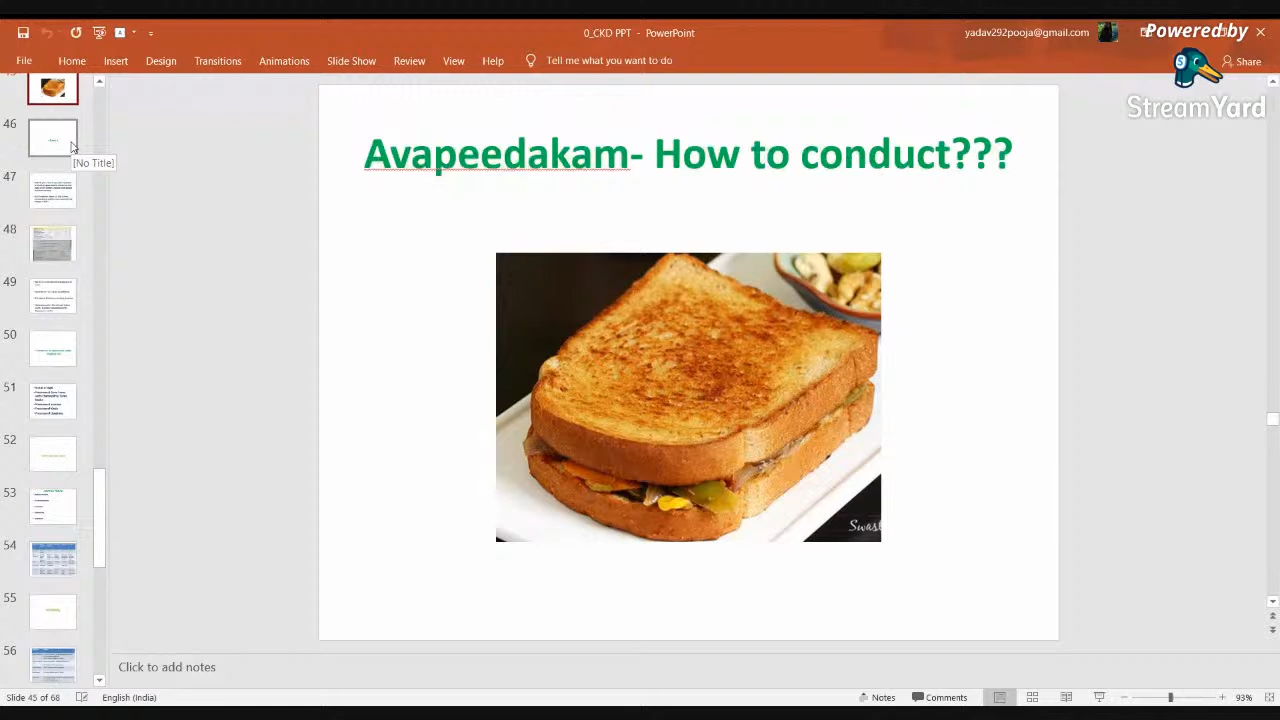 0_CKD PPT - PowerPoint
yadav292pooja@gmail.com
Powered by
StreamYard
File Home Insert Design Transitions Animations Slide Show Review View Help Tell me what you want to do
Share
46
[No Title]
47
48
49
50
51
52
53
54
55
56
Avapeedakam- How to conduct???
Swast
Click to add notes
Slide 45 of 68 English (India) Notes Comments 93%